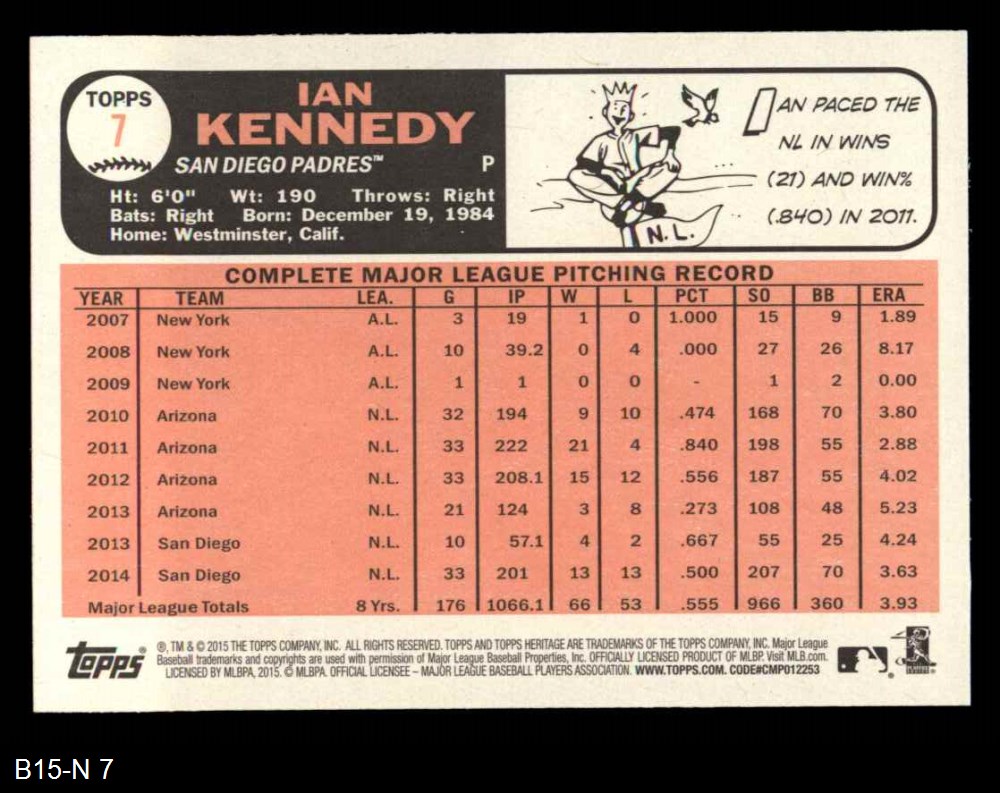 TOPPS
7
IAN
KENNEDY
SAN DIEGO PADRES™ P
Ht: 6'0" Wt: 190 Throws: Right
Bats: Right Born: December 19, 1984
Home: Westminster, Calif.
IAN PACED THE
NL IN WINS
(21) AND WIN%
(.840) IN 2011.
N.L.
COMPLETE MAJOR LEAGUE PITCHING RECORD
YEAR TEAM LEA. G IP W L PCT SO BB ERA
2007 New York A.L. 3 19 1 0 1.000 15 9 1.89
2008 New York A.L. 10 39.2 0 4 .000 27 26 8.17
2009 New York A.L. 1 1 0 0 - 1 2 0.00
2010 Arizona N.L. 32 194 9 10 .474 168 70 3.80
2011 Arizona N.L. 33 222 21 4 .840 198 55 2.88
2012 Arizona N.L. 33 208.1 15 12 .556 187 55 4.02
2013 Arizona N.L. 21 124 3 8 .273 108 48 5.23
2013 San Diego N.L. 10 57.1 4 2 .667 55 25 4.24
2014 San Diego N.L. 33 201 13 13 .500 207 70 3.63
Major League Totals 8 Yrs. 176 1066.1 66 53 .555 966 360 3.93
Topps
®, TM & © 2015 THE TOPPS COMPANY, INC. ALL RIGHTS RESERVED. TOPPS AND TOPPS HERITAGE ARE TRADEMARKS OF THE TOPPS COMPANY, INC. Major League
Baseball trademarks and copyrights are used with permission of Major League Baseball Properties, Inc. OFFICIALLY LICENSED PRODUCT OF MLBP. Visit MLB.com.
LICENSED BY MLBPA, 2015. © MLBPA. OFFICIAL LICENSEE – MAJOR LEAGUE BASEBALL PLAYERS ASSOCIATION. WWW.TOPPS.COM. CODE#CMP012253
B15-N 7